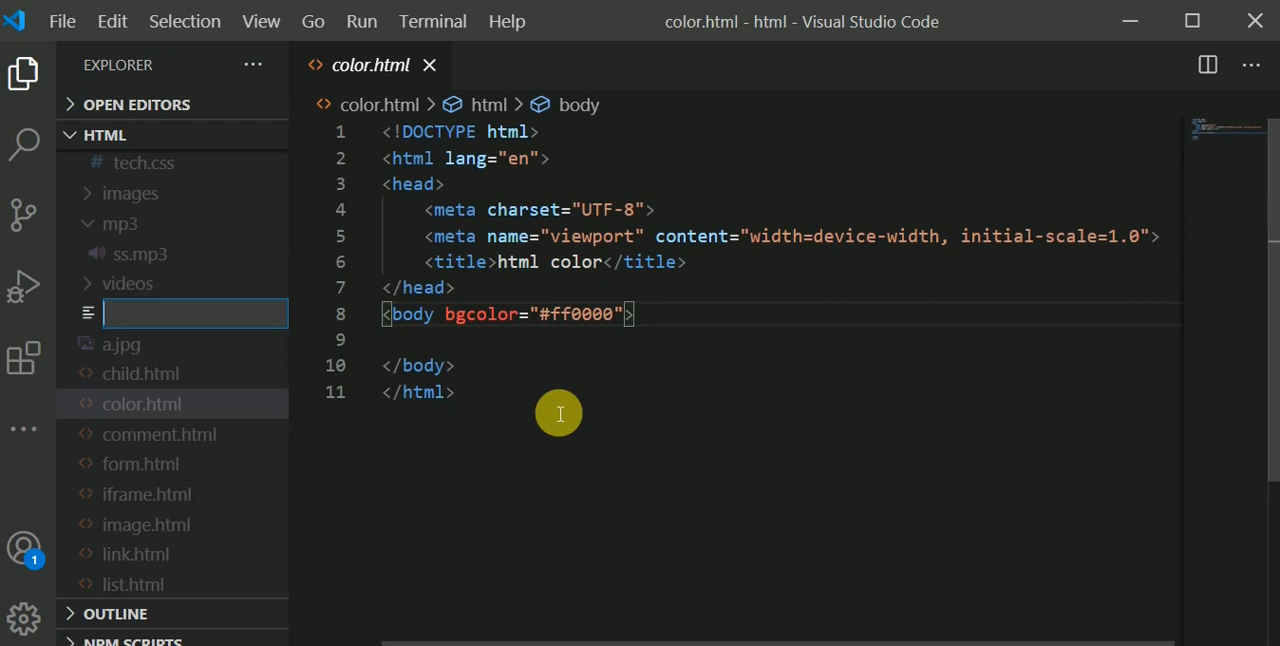 File Edit Selection View Go Run Terminal Help color.html - html - Visual Studio Code
EXPLORER
OPEN EDITORS
HTML
# tech.css
images
mp3
ss.mp3
videos
a.jpg
child.html
color.html
comment.html
form.html
iframe.html
image.html
link.html
list.html
OUTLINE
NPM SCRIPTS
1
color.html
color.html > html > body
1 <!DOCTYPE html>
2 <html lang="en">
3 <head>
4 <meta charset="UTF-8">
5 <meta name="viewport" content="width=device-width, initial-scale=1.0">
6 <title>html color</title>
7 </head>
8 <body bgcolor="#ff0000">
9
10 </body>
11 </html>